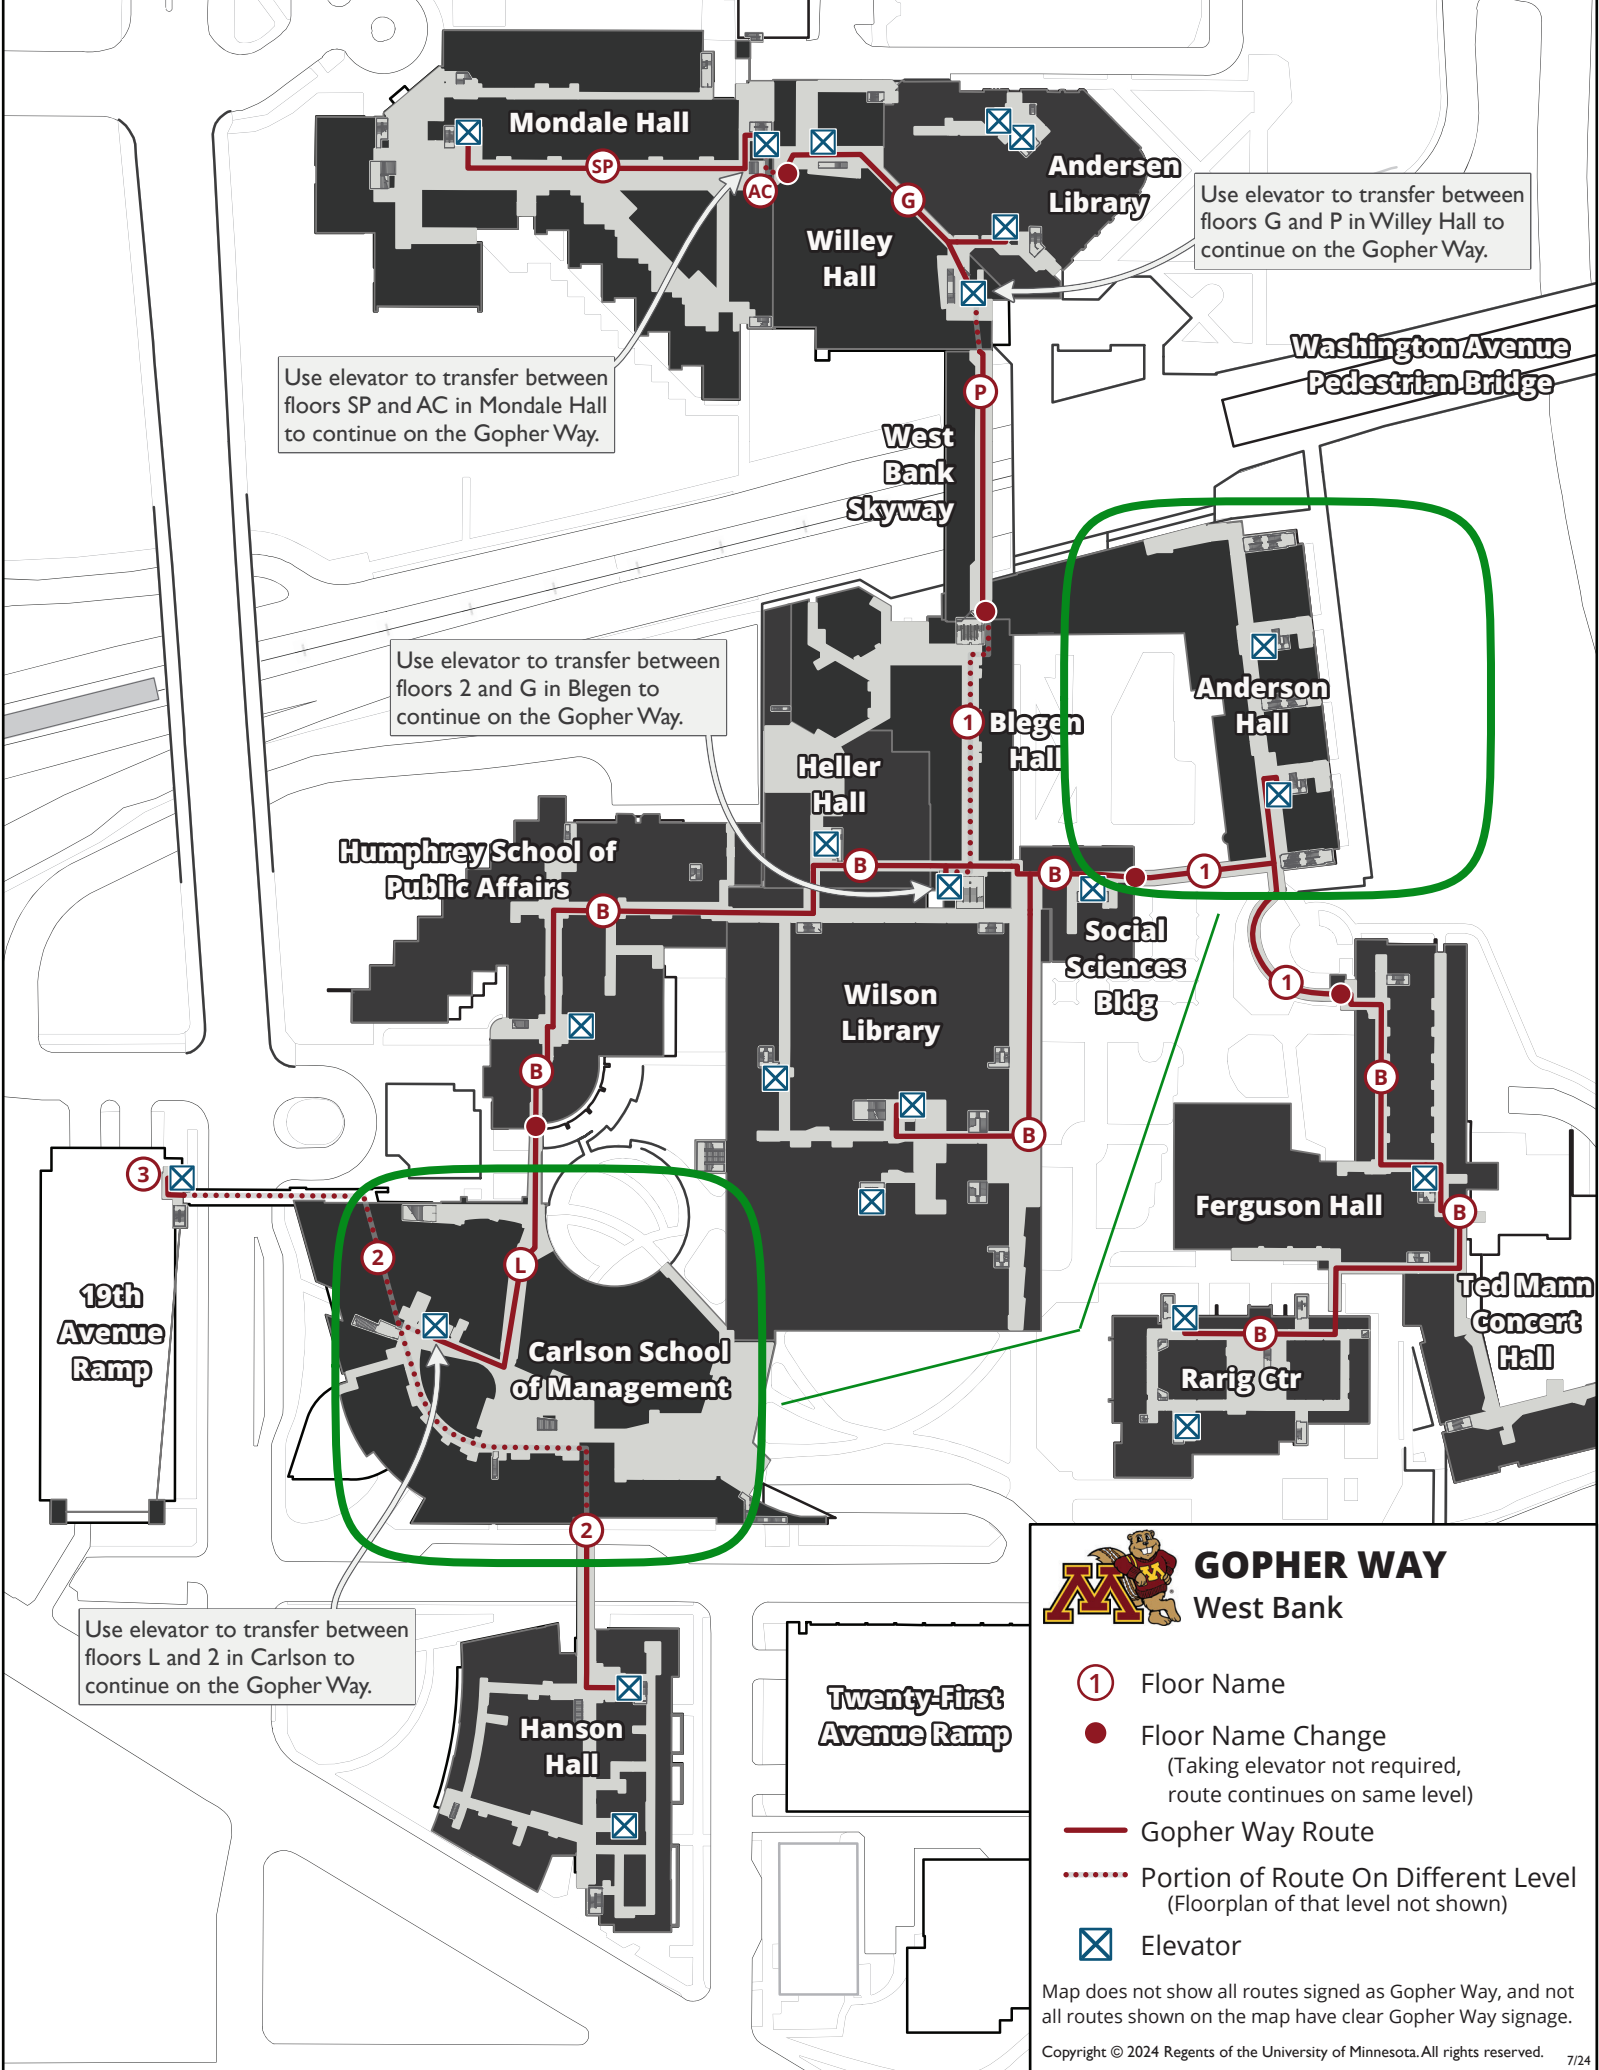 Mondale Hall
SP
AC
G
Willey
Hall
Andersen
Library
Use elevator to transfer between
floors G and P in Willey Hall to
continue on the Gopher Way.
Washington Avenue
Pedestrian Bridge
Use elevator to transfer between
floors SP and AC in Mondale Hall
to continue on the Gopher Way.
P
West
Bank
Skyway
Use elevator to transfer between
floors 2 and G in Blegen to
continue on the Gopher Way.
Anderson
Hall
1
Blegen
Hall
Heller
Hall
Humphrey School of
Public Affairs
B
B
1
B
Social
Sciences
Bldg
1
Wilson
Library
B
B
B
3
Ferguson Hall
B
2
L
19th
Avenue
Ramp
Carlson School
of Management
Ted Mann
Concert
Hall
B
Rarig Ctr
2
Use elevator to transfer between
floors L and 2 in Carlson to
continue on the Gopher Way.
Hanson
Hall
Twenty-First
Avenue Ramp
M
GOPHER WAY
West Bank
1 Floor Name
Floor Name Change
(Taking elevator not required,
route continues on same level)
Gopher Way Route
Portion of Route On Different Level
(Floorplan of that level not shown)
Elevator
Map does not show all routes signed as Gopher Way, and not
all routes shown on the map have clear Gopher Way signage.
Copyright © 2024 Regents of the University of Minnesota. All rights reserved. 7/24